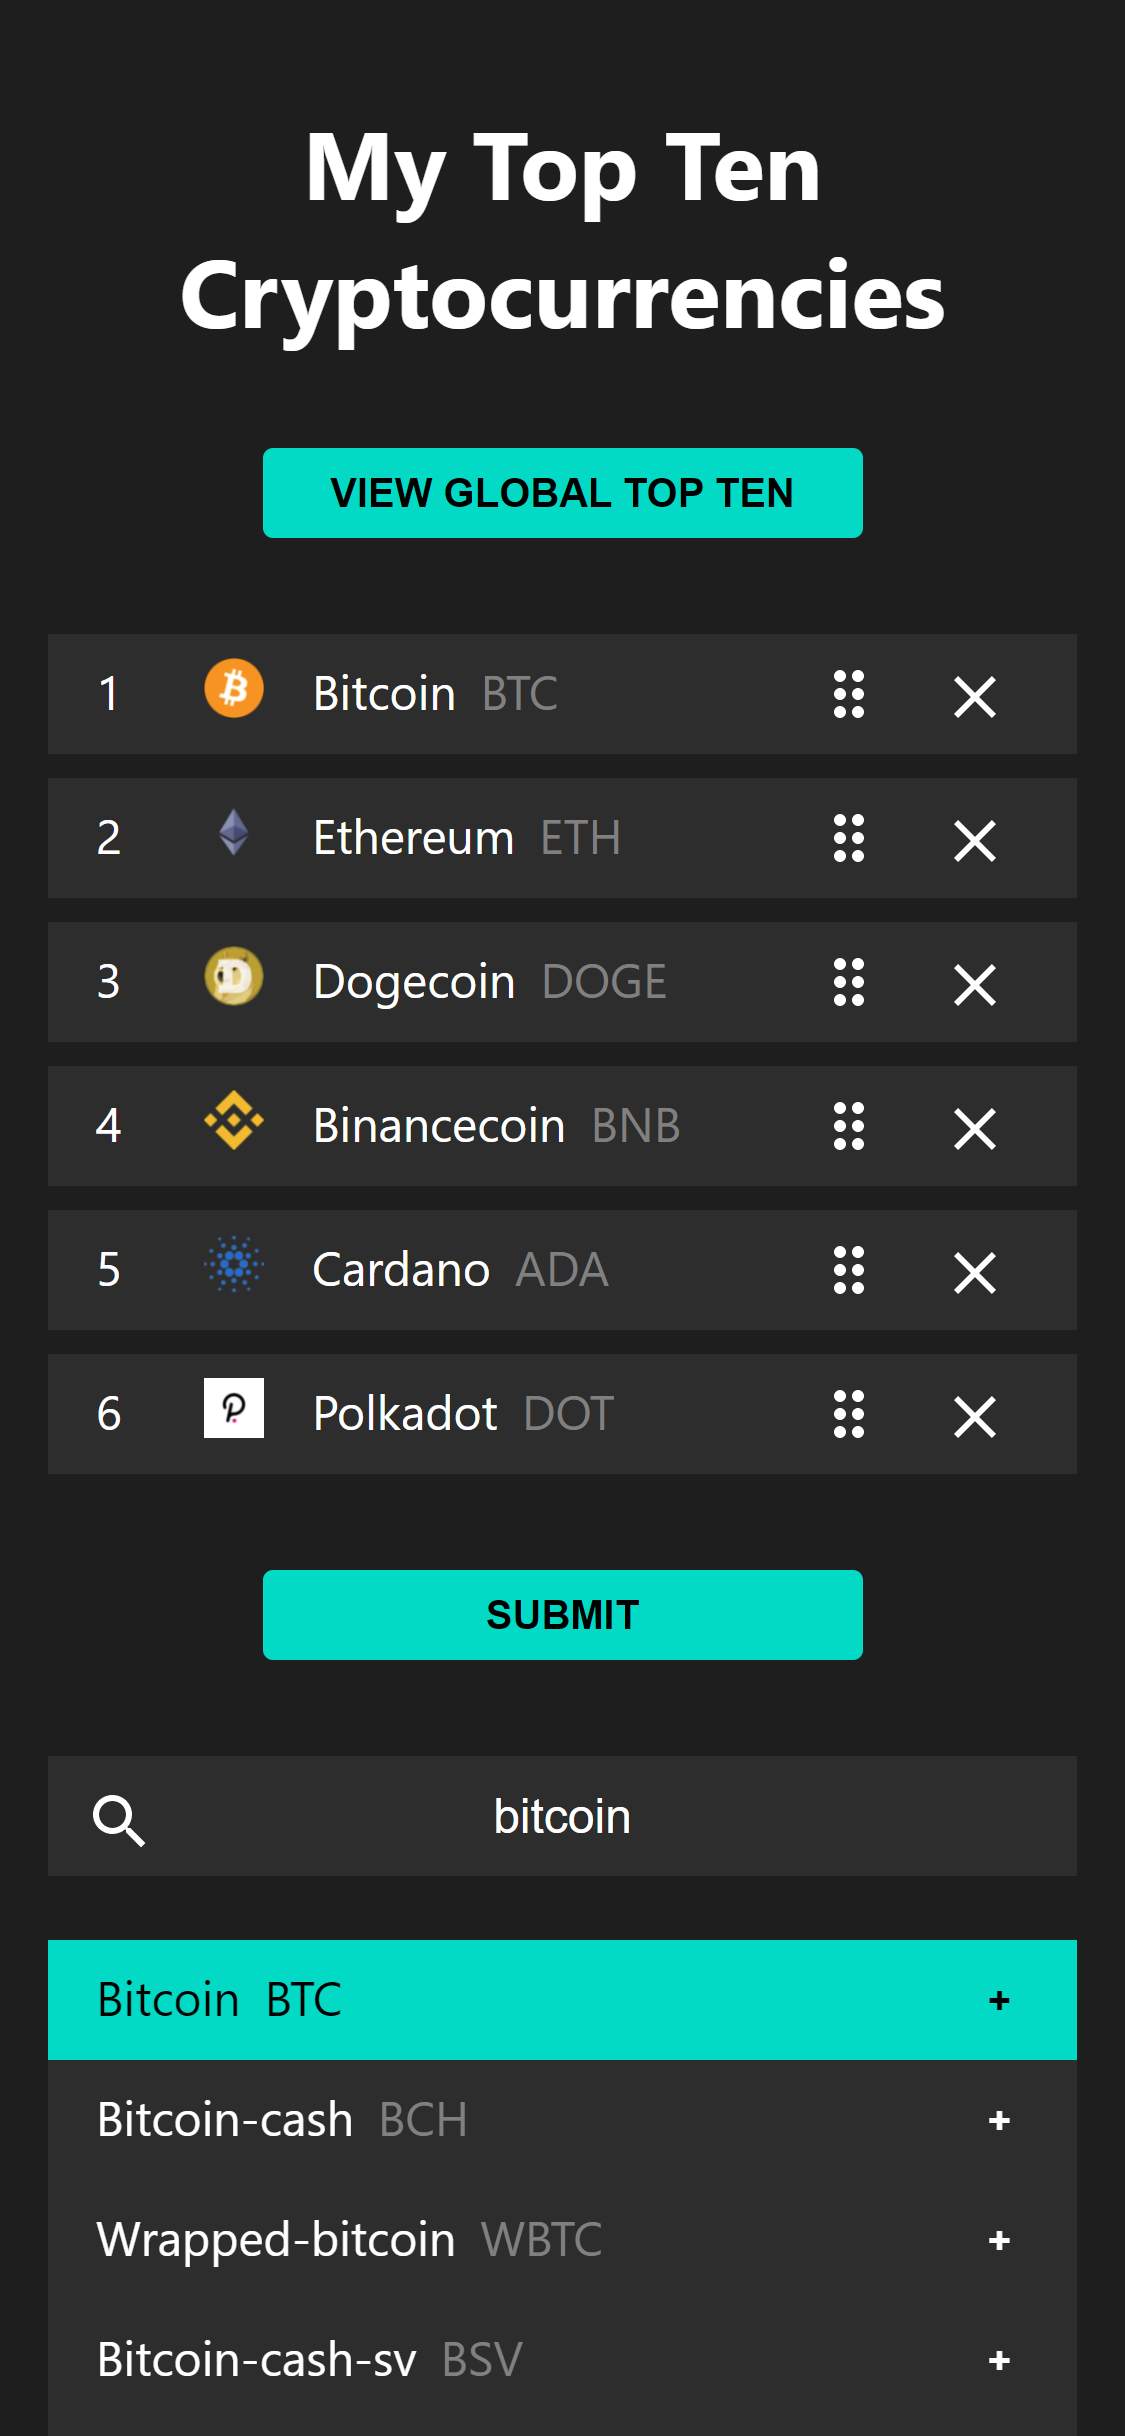 My Top Ten
Cryptocurrencies
VIEW GLOBAL TOP TEN
1 Bitcoin BTC
2 Ethereum ETH
3 Dogecoin DOGE
4 Binancecoin BNB
5 Cardano ADA
6 Polkadot DOT
SUBMIT
bitcoin
Bitcoin BTC +
Bitcoin-cash BCH +
Wrapped-bitcoin WBTC +
Bitcoin-cash-sv BSV +